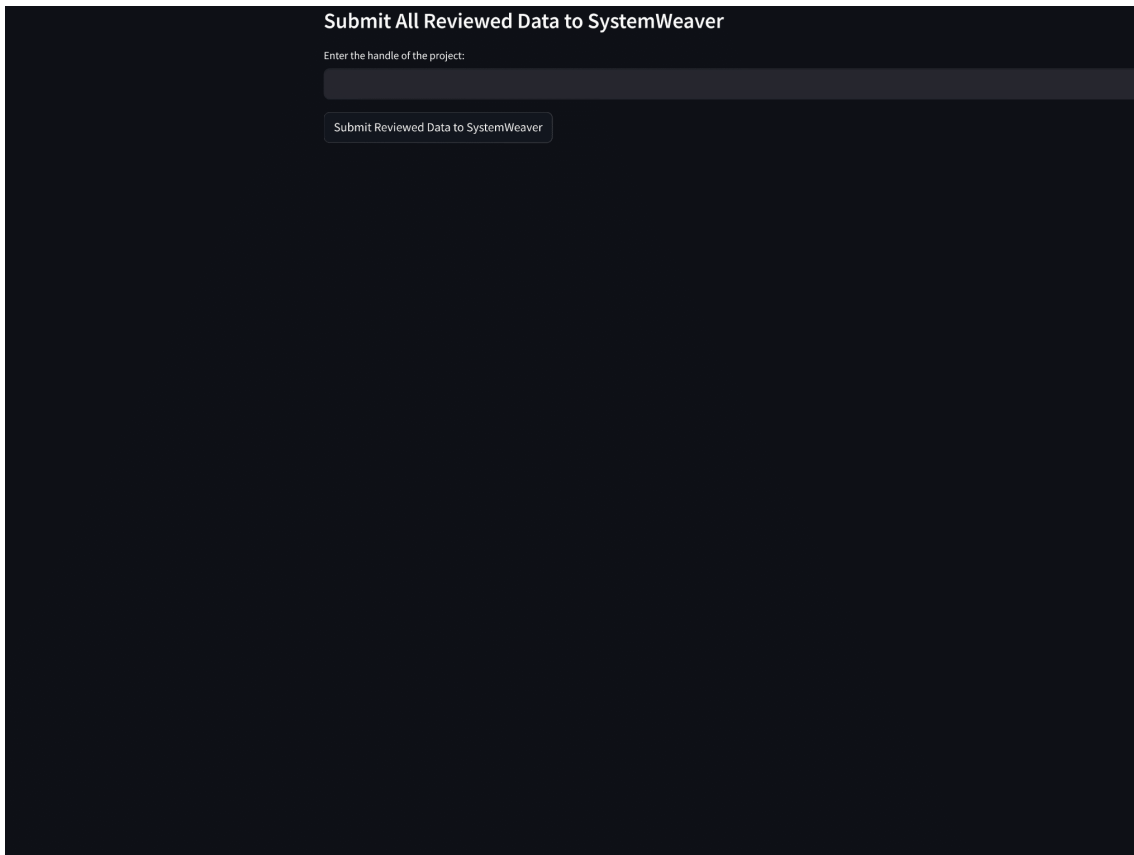 Submit All Reviewed Data to SystemWeaver
Enter the handle of the project:
Submit Reviewed Data to SystemWeaver